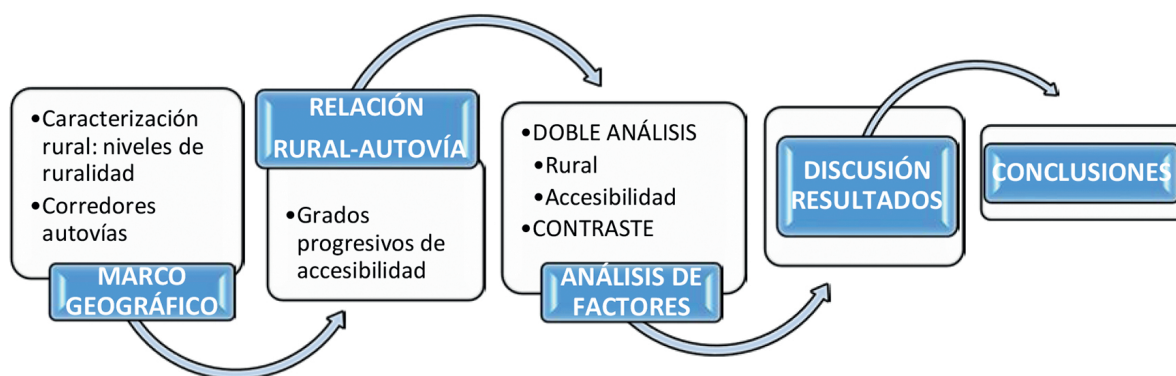 •Caracterización
rural: niveles de
ruralidad
•Corredores
autovías
MARCO
GEOGRÁFICO
RELACIÓN
RURAL-AUTOVÍA
•Grados
progresivos de
accesibilidad
•DOBLE ANÁLISIS
•Rural
•Accesibilidad
•CONTRASTE
ANÁLISIS DE
FACTORES
DISCUSIÓN
RESULTADOS
CONCLUSIONES